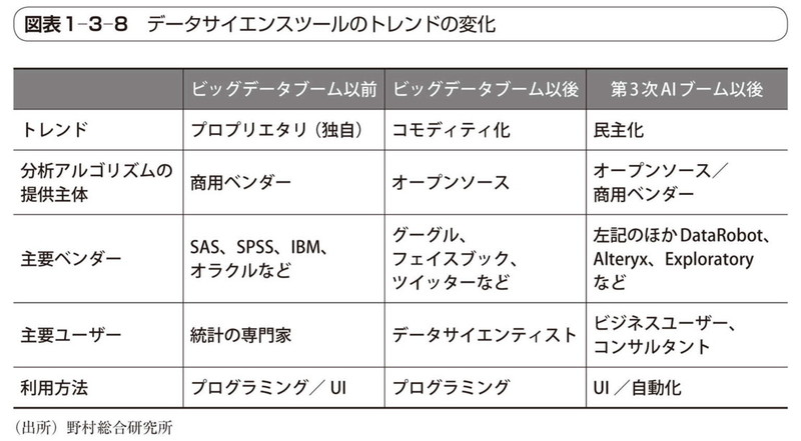 図表1-3-8 データサイエンスツールのトレンドの変化
ビッグデータブーム以前 ビッグデータブーム以後 第3次AIブーム以後
トレンド プロプリエタリ（独自） コモディティ化 民主化
分析アルゴリズムの
提供主体
商用ベンダー
オープンソース
オープンソース／
商用ベンダー
主要ベンダー
SAS、SPSS、IBM、
オラクルなど
グーグル、
フェイスブック、
ツイッターなど
左記のほかDataRobot、
Alteryx、Exploratory
など
主要ユーザー
統計の専門家
データサイエンティスト
ビジネスユーザー、
コンサルタント
利用方法 プログラミング／UI プログラミング UI／自動化
（出所）野村総合研究所